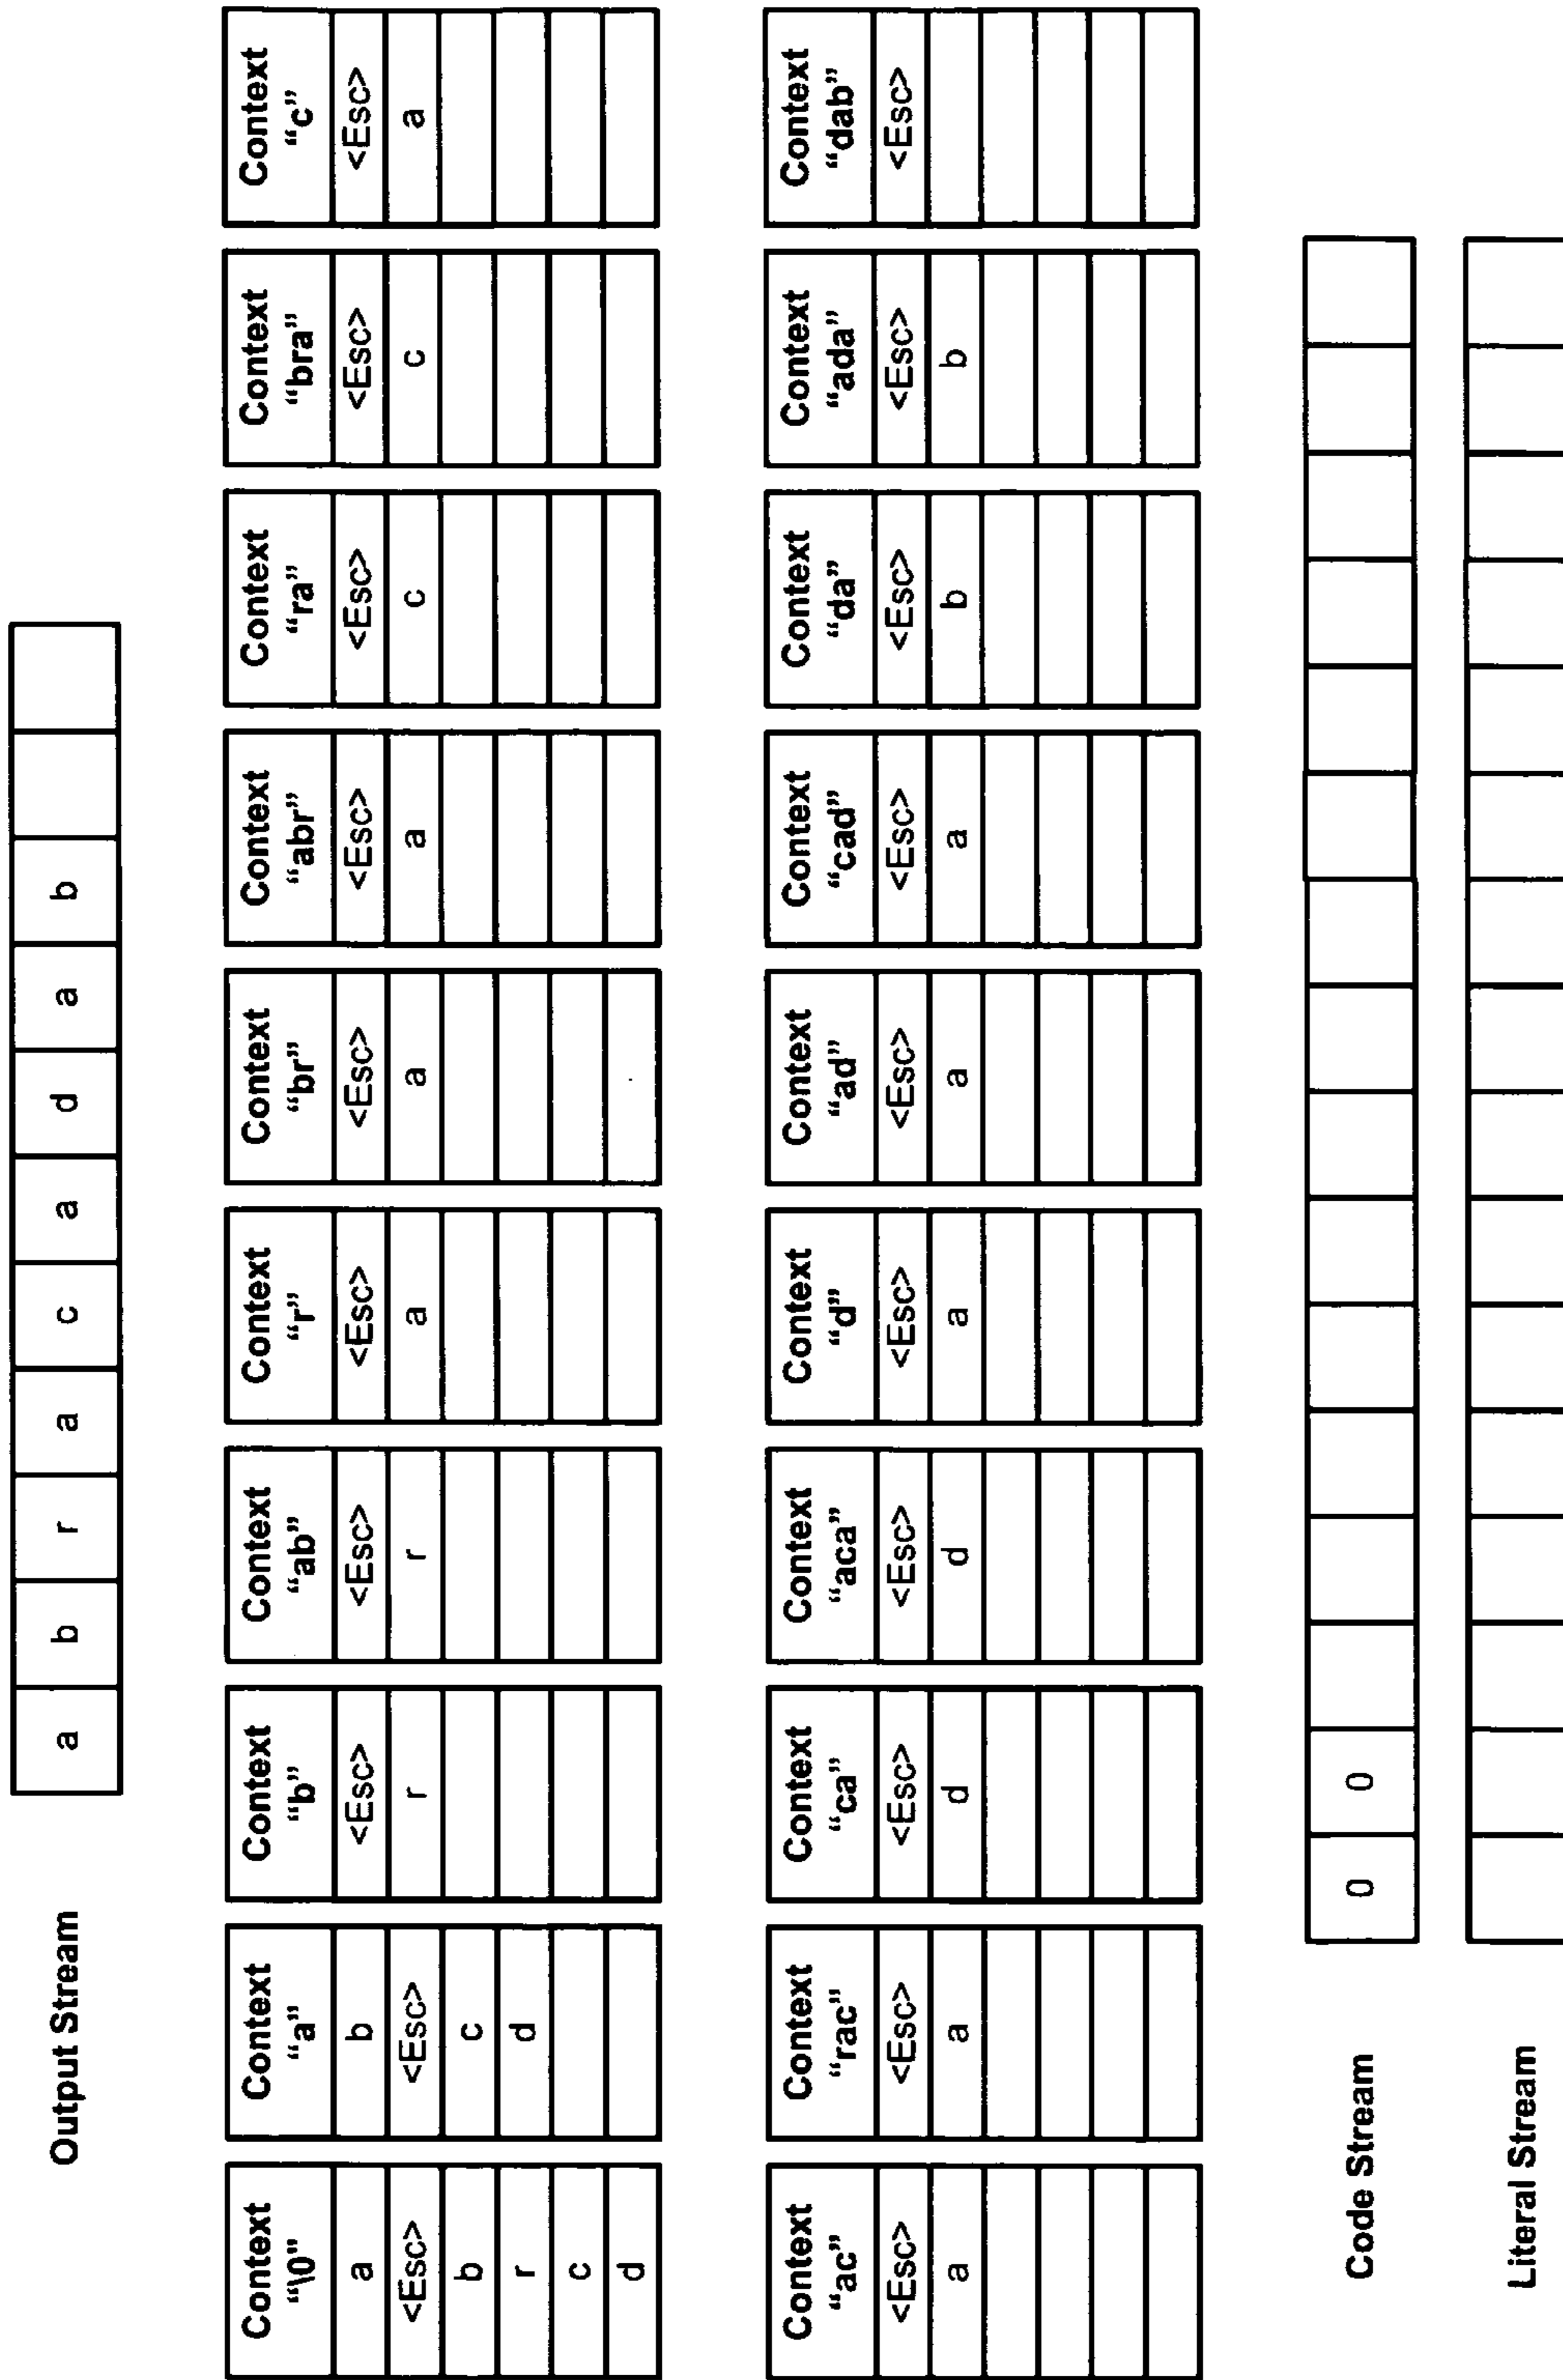 Output Stream
a b r a c a d a b
Context "\0" a <Esc> b r c d
Context "a" b <Esc> c d
Context "b" <Esc> r
Context "ab" <Esc> r
Context "r" <Esc> a
Context "br" <Esc> a
Context "abr" <Esc> a
Context "ra" <Esc> c
Context "bra" <Esc> c
Context "c" <Esc> a
Context "ac" <Esc> a
Context "rac" <Esc> a
Context "ca" <Esc> d
Context "aca" <Esc> d
Context "d" <Esc> a
Context "ad" <Esc> a
Context "cad" <Esc> a
Context "da" <Esc> b
Context "ada" <Esc> b
Context "dab" <Esc>
Code Stream
0 0
Literal Stream